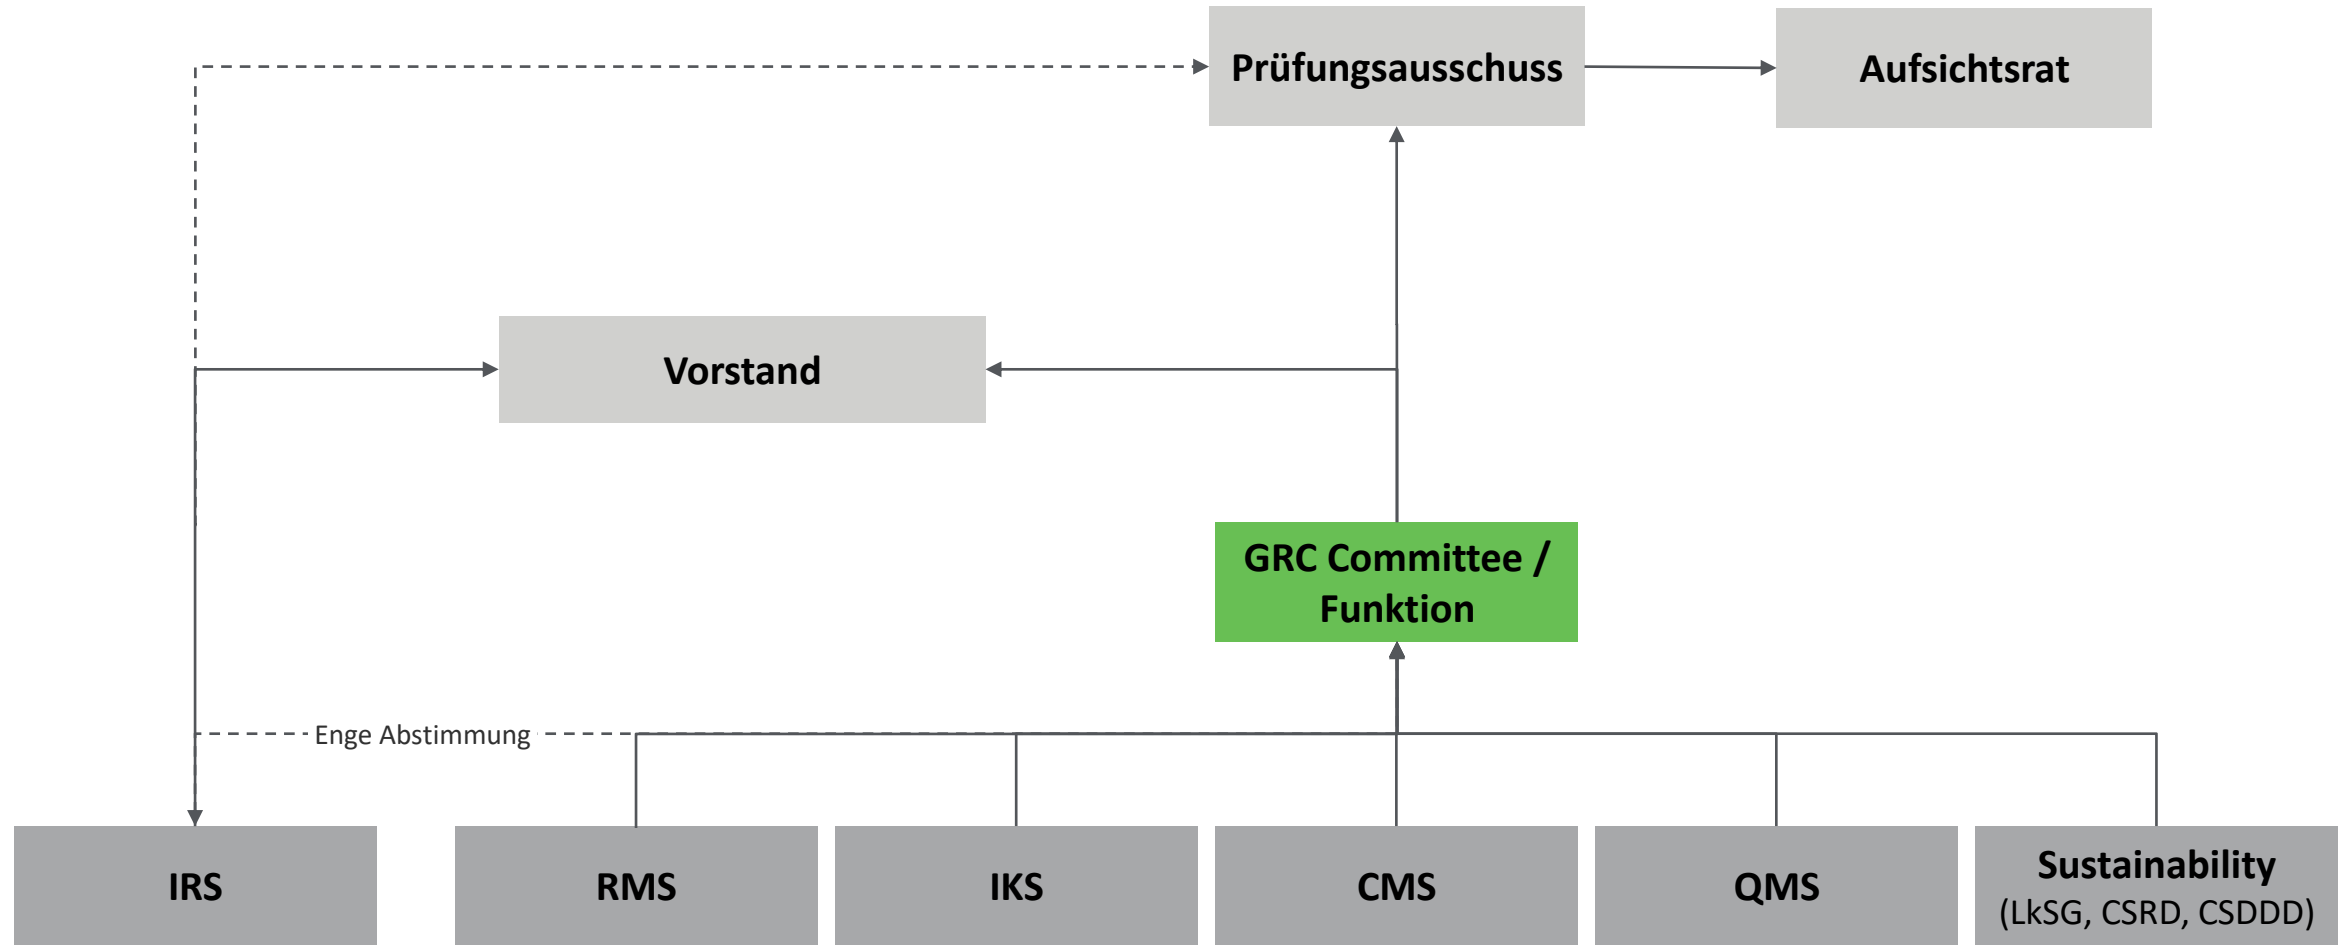 Prüfungsausschuss
Aufsichtsrat
Vorstand
GRC Committee /
Funktion
Enge Abstimmung
IRS
RMS
IKS
CMS
QMS
Sustainability
(LkSG, CSRD, CSDDD)